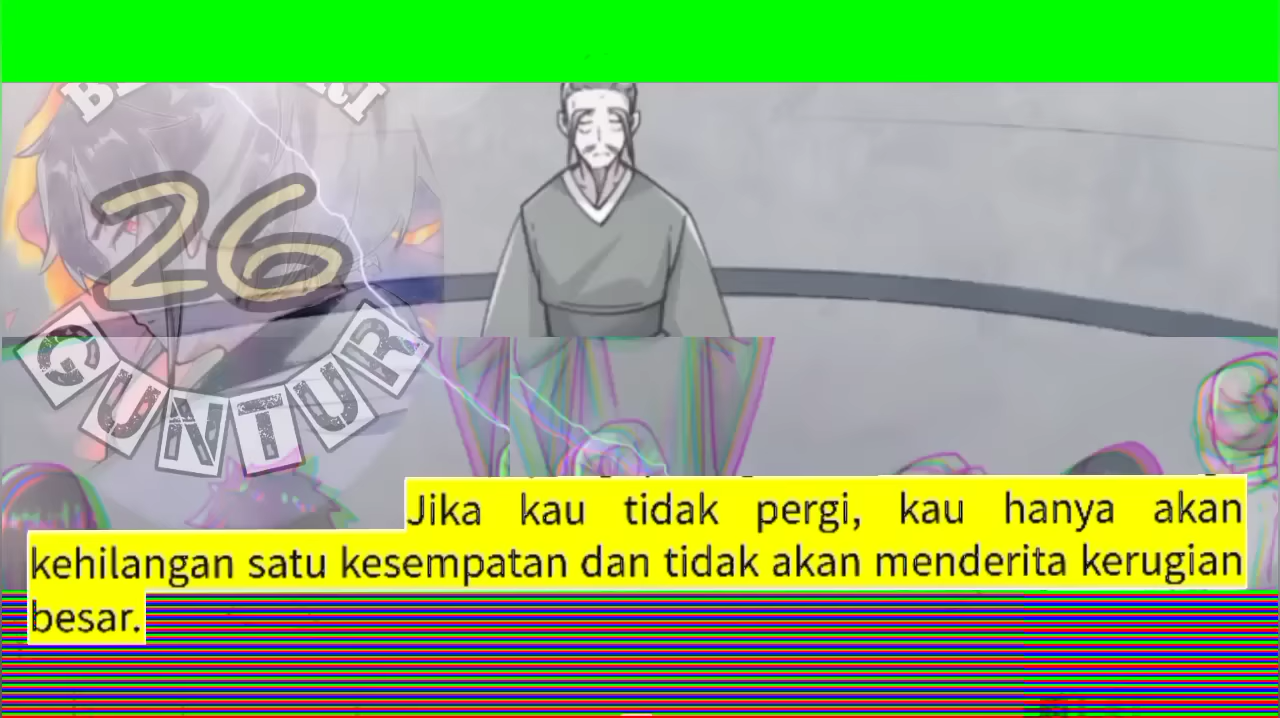 26
GUNTUR
Jika kau tidak pergi, kau hanya akan
kehilangan satu kesempatan dan tidak akan menderita kerugian
besar.